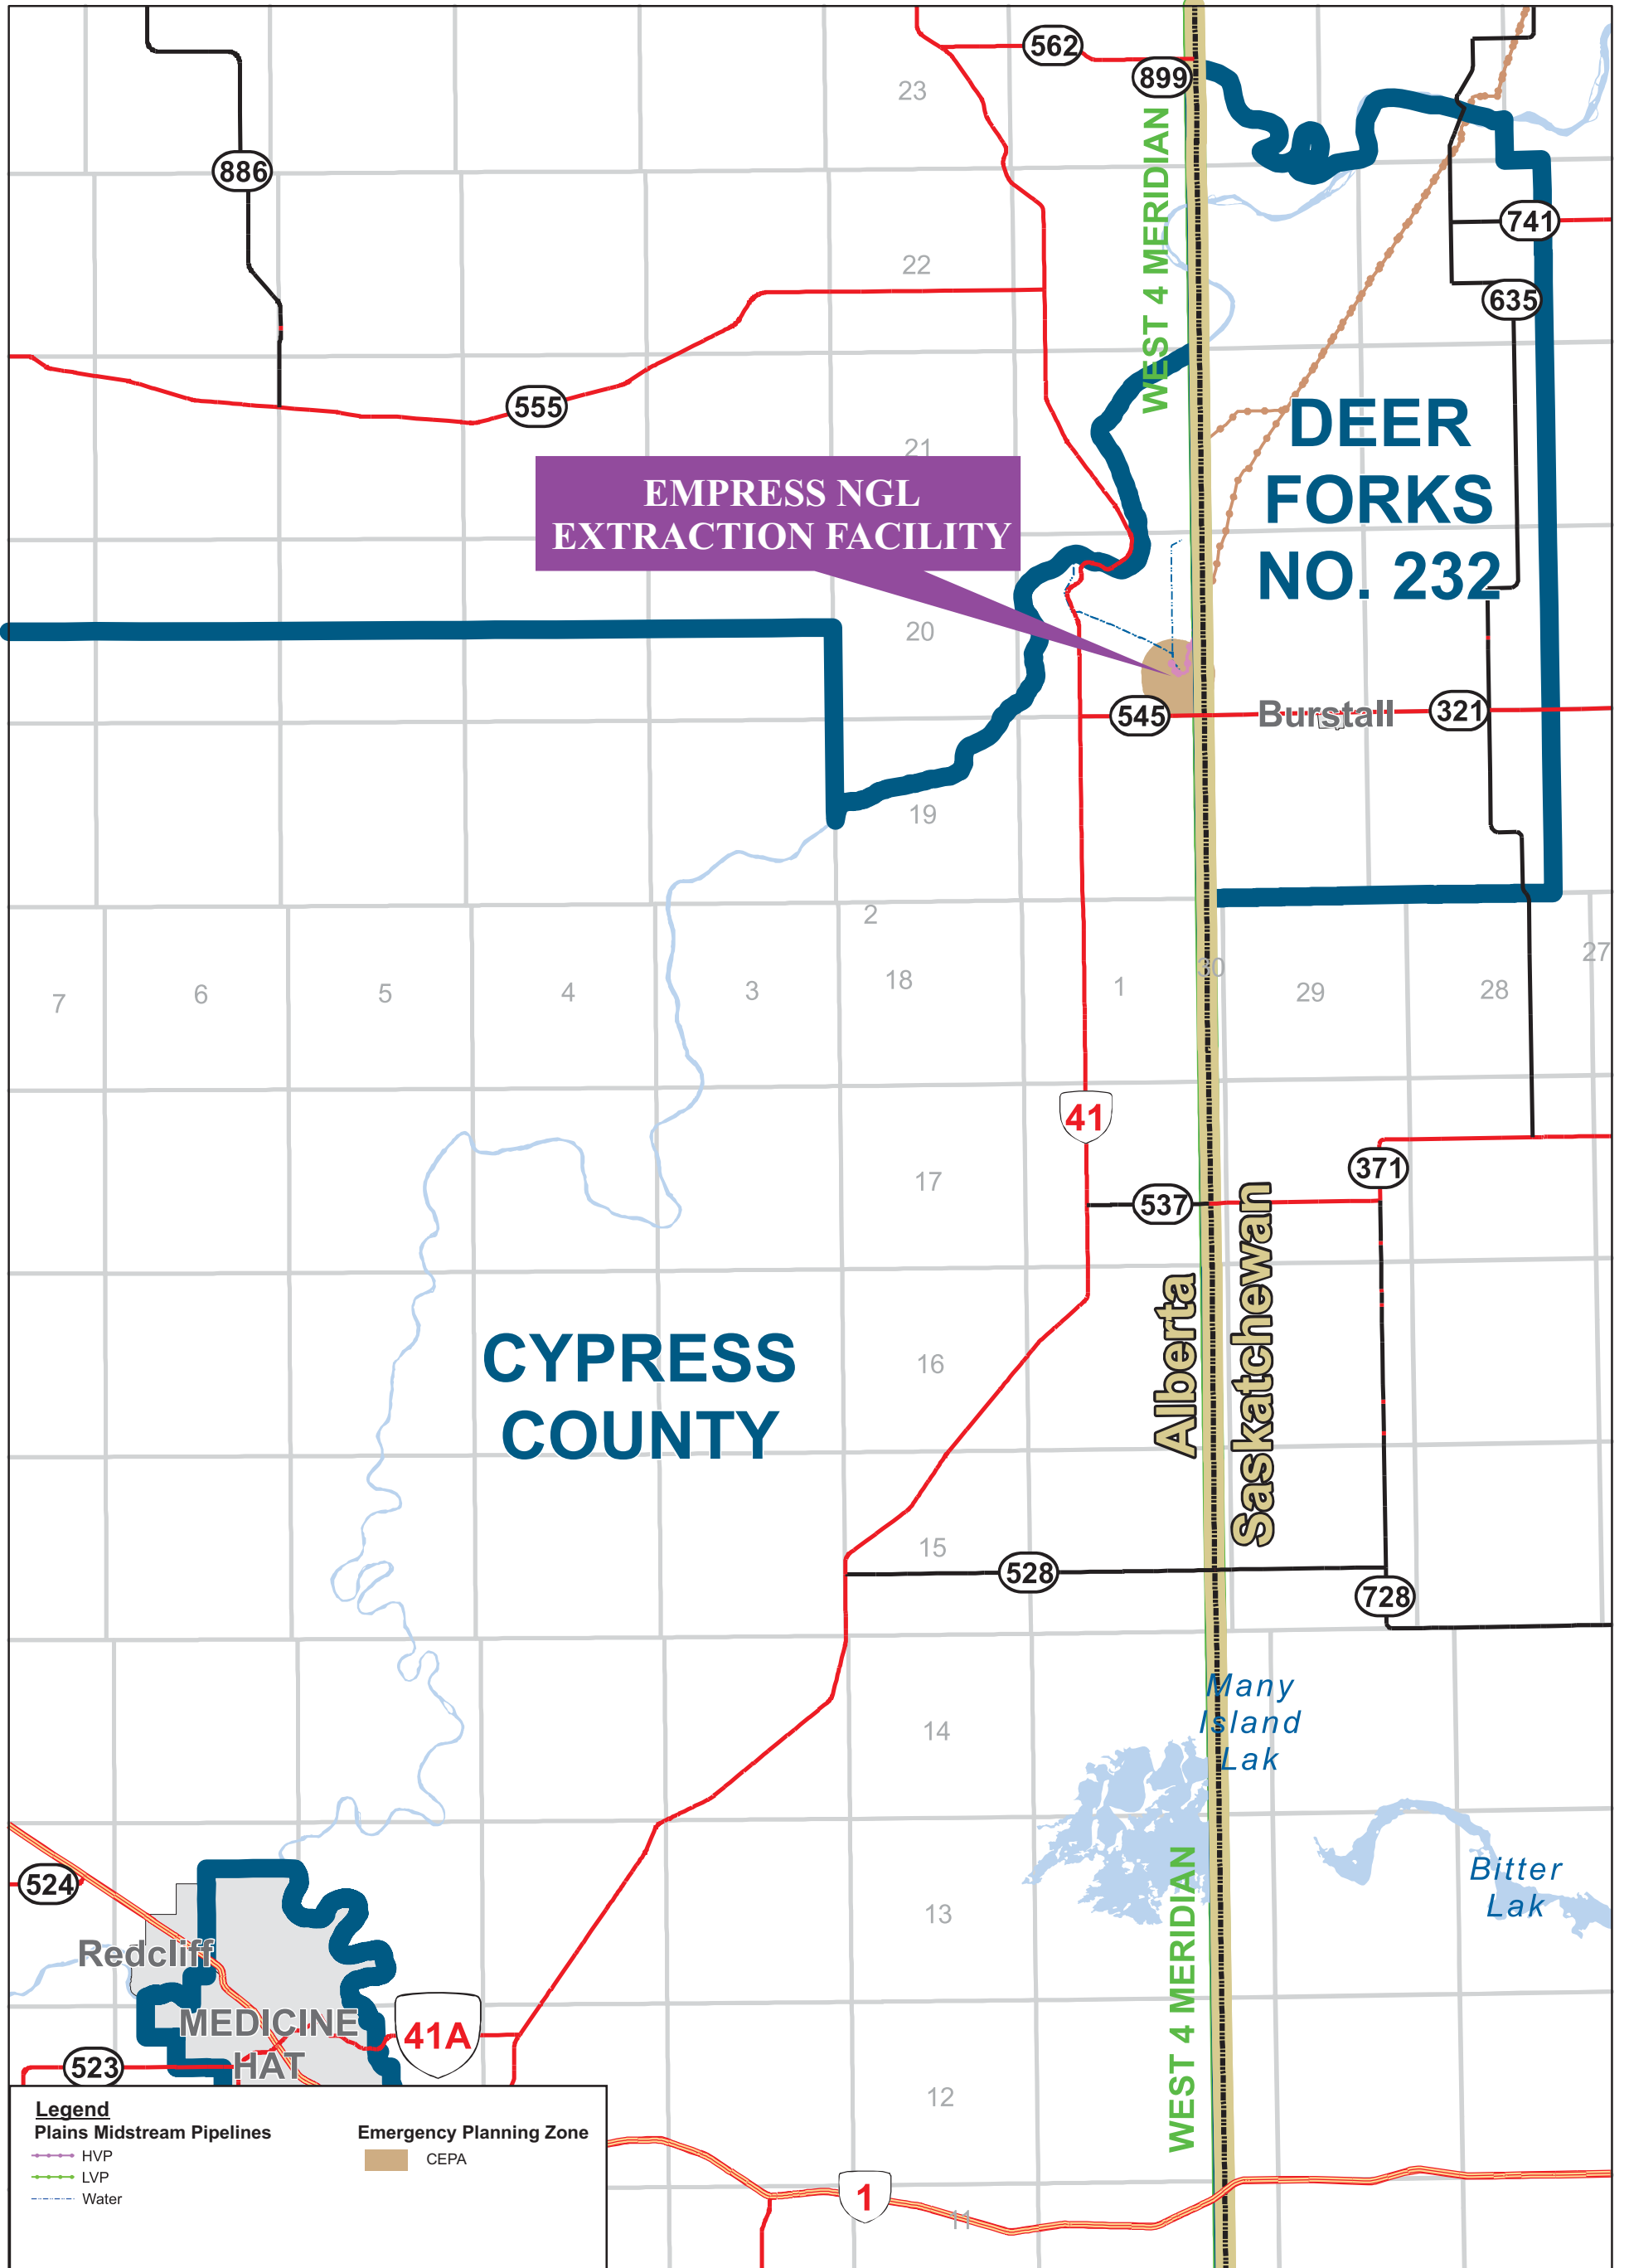 562
899
23
886
WEST 4 MERIDIAN
741
22
635
555
DEER
FORKS
NO. 232
21
EMPRESS NGL
EXTRACTION FACILITY
20
545
Burstall
321
19
2
27
30
7
6
5
4
3
18
1
29
28
41
371
17
537
Alberta
Saskatchewan
CYPRESS
COUNTY
16
15
528
728
Many
Island
Lak
14
524
Bitter
Lak
13
WEST 4 MERIDIAN
Redcliff
MEDICINE
HAT
41A
523
12
Legend
Plains Midstream Pipelines
HVP
LVP
Water
Emergency Planning Zone
CEPA
1
11